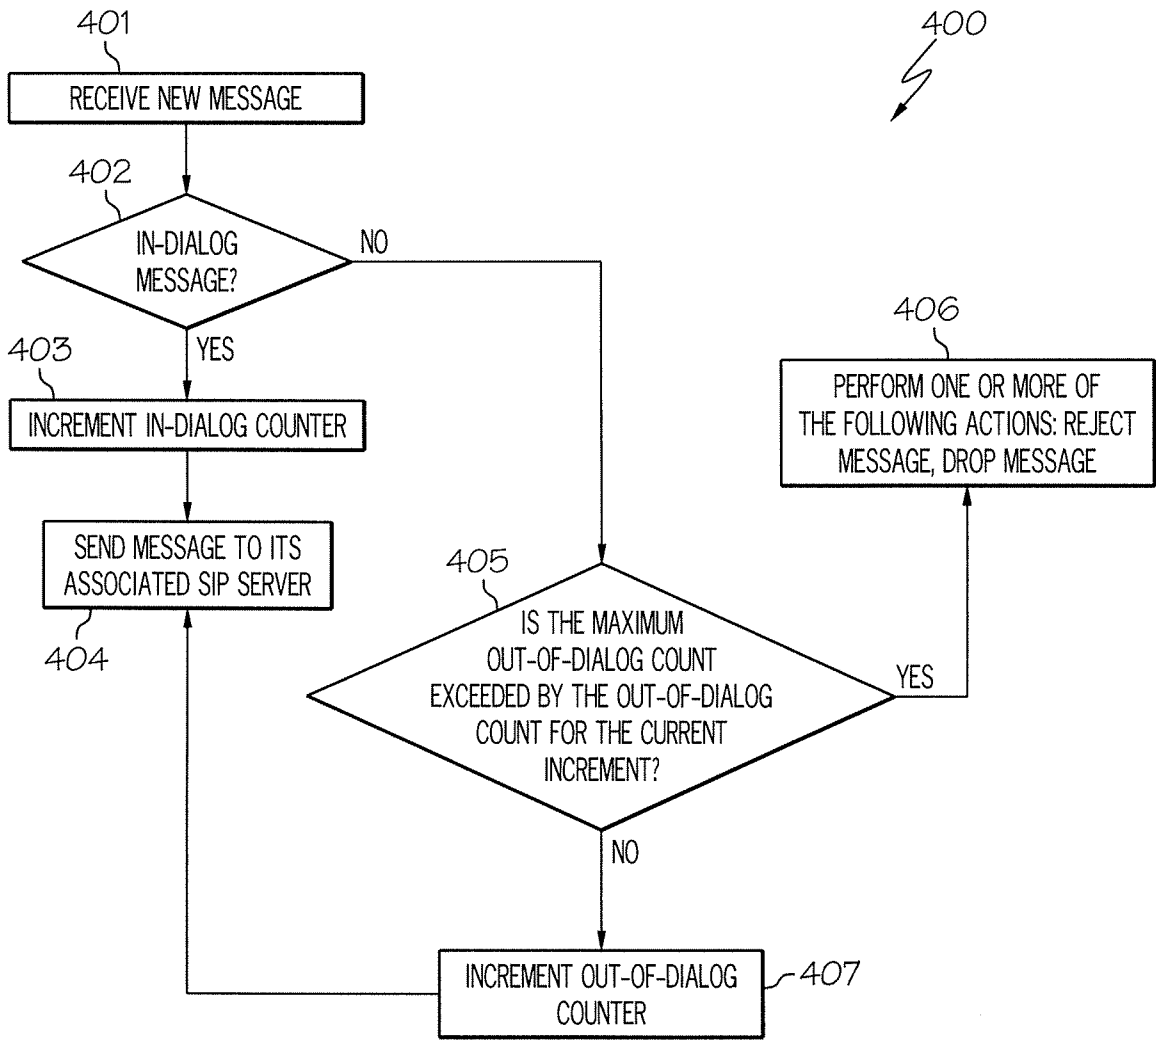 401
400
RECEIVE NEW MESSAGE
402
IN-DIALOG
MESSAGE?
NO
YES
403
INCREMENT IN-DIALOG COUNTER
SEND MESSAGE TO ITS
ASSOCIATED SIP SERVER
404
405
IS THE MAXIMUM
OUT-OF-DIALOG COUNT
EXCEEDED BY THE OUT-OF-DIALOG
COUNT FOR THE CURRENT
INCREMENT?
YES
406
PERFORM ONE OR MORE OF
THE FOLLOWING ACTIONS: REJECT
MESSAGE, DROP MESSAGE
NO
INCREMENT OUT-OF-DIALOG
COUNTER
407